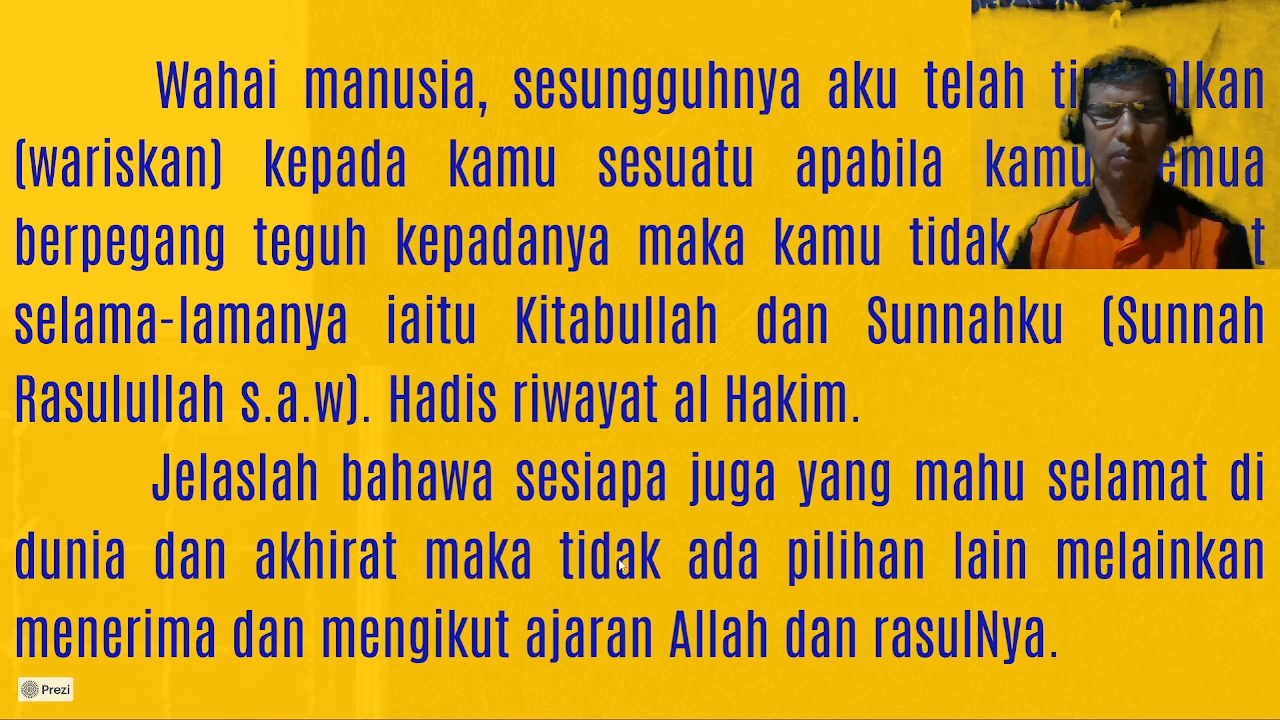 Wahai manusia, sesungguhnya aku telah
(wariskan) kepada kamu sesuatu apabila kamu
berpegang teguh kepadanya maka kamu tidak
selama-lamanya iaitu Kitabullah dan Sunnahku (Sunnah
Rasulullah s.a.w). Hadis riwayat al Hakim.
Jelaslah bahawa sesiapa juga yang mahu selamat di
dunia dan akhirat maka tidak ada pilihan lain melainkan
menerima dan mengikut ajaran Allah dan rasulNya.
Prezi